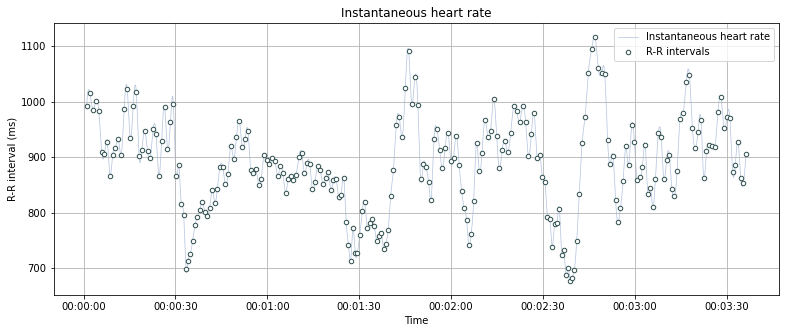 Instantaneous heart rate
Instantaneous heart rate
R-R intervals
R-R interval (ms)
1100
1000
900
800
700
00:00:00 00:00:30 00:01:00 00:01:30 00:02:00 00:02:30 00:03:00 00:03:30
Time